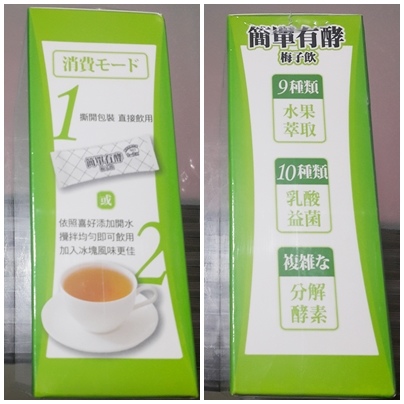 消費モード
1
撕開包裝 直接飲用
簡單有酵
或
2
依照喜好添加開水
攪拌均勻即可飲用
加入冰塊風味更佳
簡單有酵
梅子飲
9種類
水果
萃取
10種類
乳酸
益菌
複雜な
分解
酵素